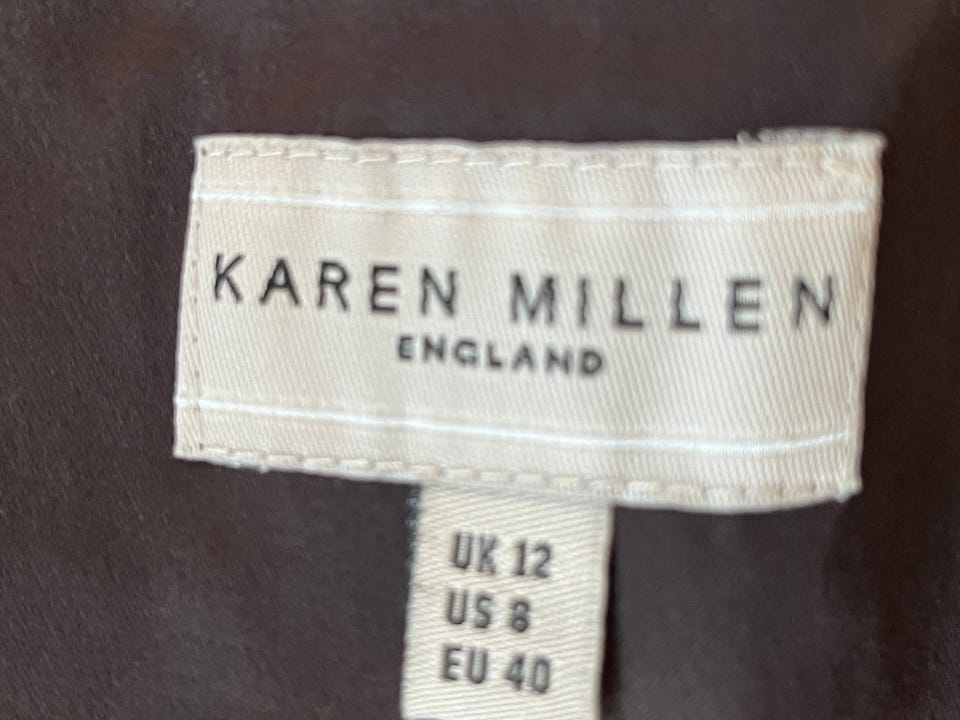 KAREN MILLEN
ENGLAND
UK 12
US 8
EU 40